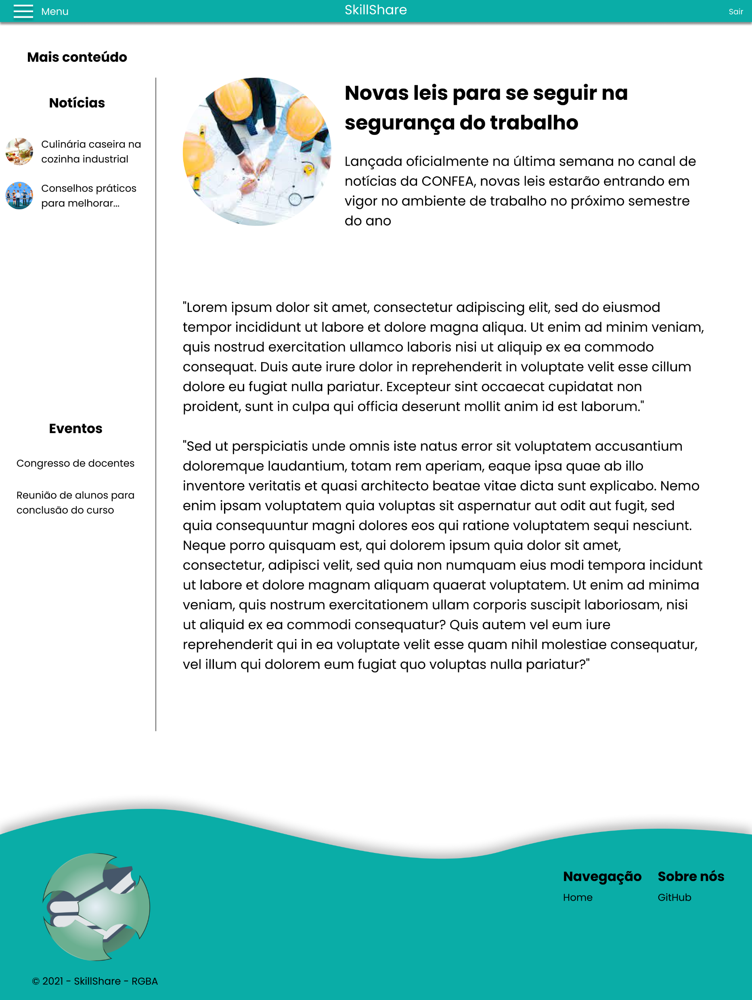 Menu
SkillShare
Sair
Mais conteúdo
Notícias
Culinária caseira na
cozinha industrial
Conselhos práticos
para melhorar...
Eventos
Congresso de docentes
Reunião de alunos para
conclusão do curso
Novas leis para se seguir na
segurança do trabalho
Lançada oficialmente na última semana no canal de
notícias da CONFEA, novas leis estarão entrando em
vigor no ambiente de trabalho no próximo semestre
do ano
"Lorem ipsum dolor sit amet, consectetur adipiscing elit, sed do eiusmod
tempor incididunt ut labore et dolore magna aliqua. Ut enim ad minim veniam,
quis nostrud exercitation ullamco laboris nisi ut aliquip ex ea commodo
consequat. Duis aute irure dolor in reprehenderit in voluptate velit esse cillum
dolore eu fugiat nulla pariatur. Excepteur sint occaecat cupidatat non
proident, sunt in culpa qui officia deserunt mollit anim id est laborum."
"Sed ut perspiciatis unde omnis iste natus error sit voluptatem accusantium
doloremque laudantium, totam rem aperiam, eaque ipsa quae ab illo
inventore veritatis et quasi architecto beatae vitae dicta sunt explicabo. Nemo
enim ipsam voluptatem quia voluptas sit aspernatur aut odit aut fugit, sed
quia consequuntur magni dolores eos qui ratione voluptatem sequi nesciunt.
Neque porro quisquam est, qui dolorem ipsum quia dolor sit amet,
consectetur, adipisci velit, sed quia non numquam eius modi tempora incidunt
ut labore et dolore magnam aliquam quaerat voluptatem. Ut enim ad minima
veniam, quis nostrum exercitationem ullam corporis suscipit laboriosam, nisi
ut aliquid ex ea commodi consequatur? Quis autem vel eum iure
reprehenderit qui in ea voluptate velit esse quam nihil molestiae consequatur,
vel illum qui dolorem eum fugiat quo voluptas nulla pariatur?"
Navegação
Home
Sobre nós
GitHub
© 2021 - SkillShare - RGBA